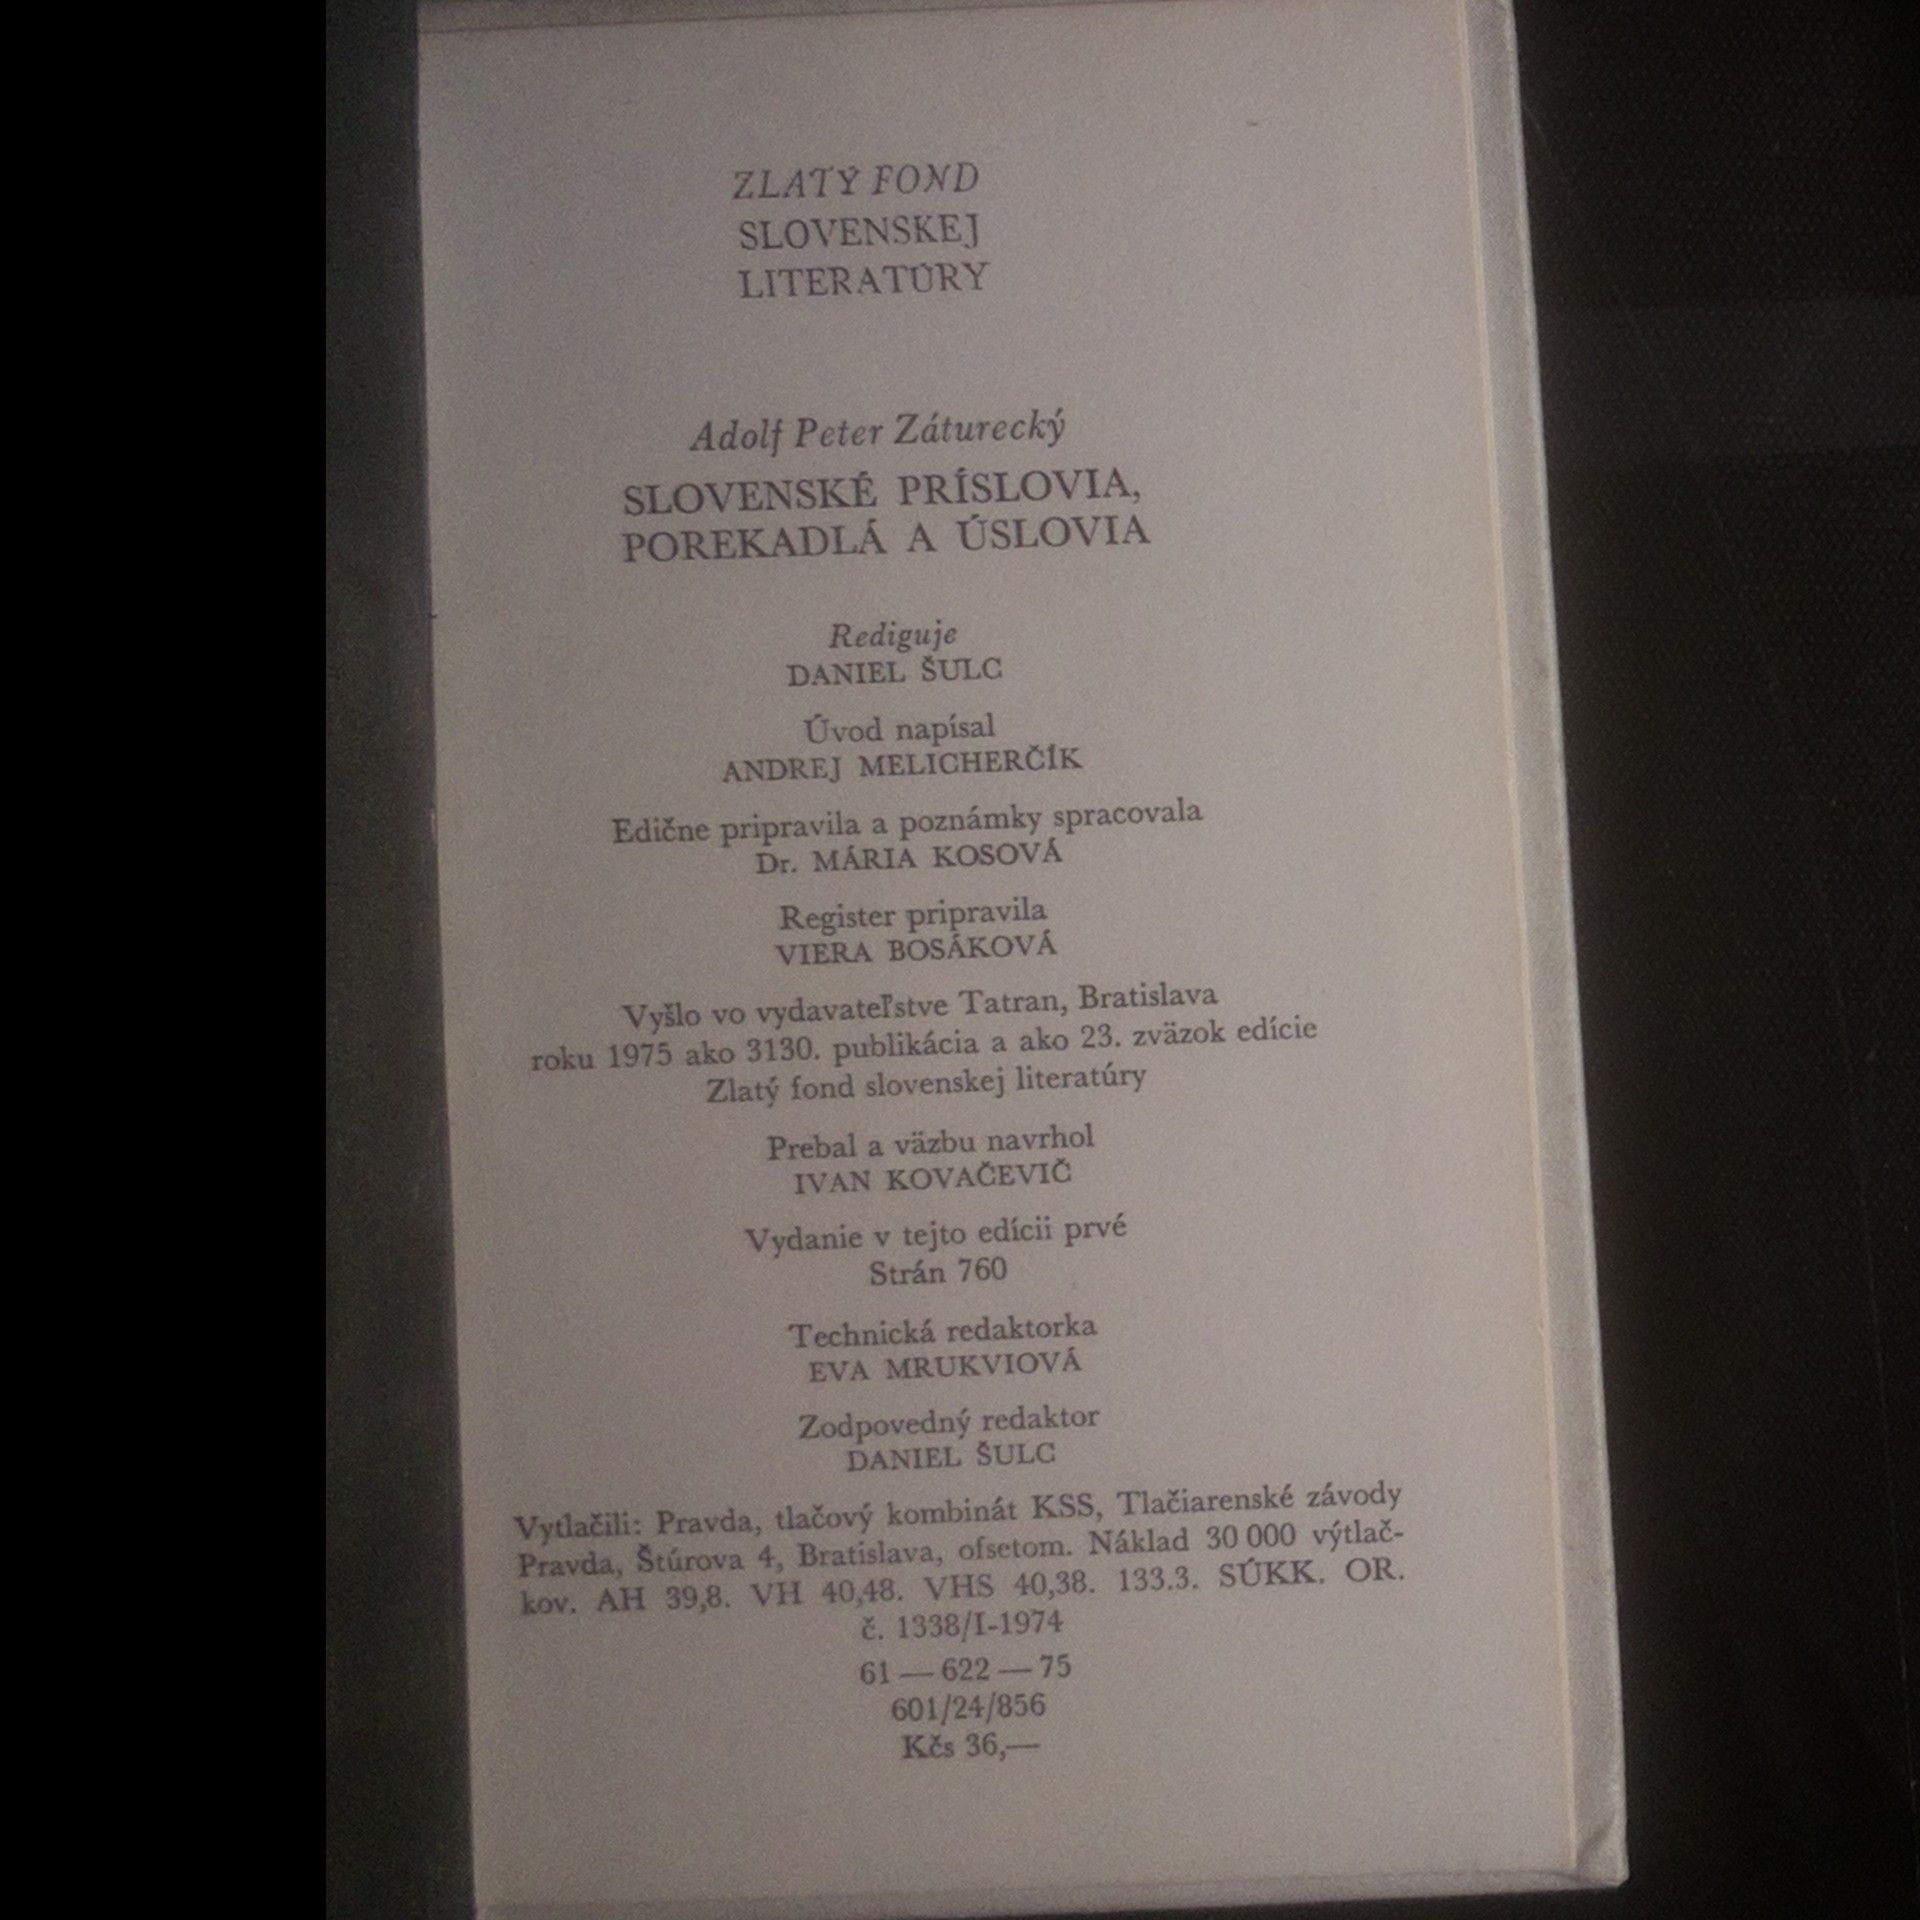 ZLATÝ FOND
SLOVENSKEJ
LITERATÚRY
Adolf Peter Záturecký
SLOVENSKÉ PRÍSLOVIA,
POREKADLÁ A ÚSLOVIA
Rediguje
DANIEL ŠULC
Úvod napísal
ANDREJ MELICHERČÍK
Edične pripravila a poznámky spracovala
Dr. MÁRIA KOSOVÁ
Register pripravila
VIERA BOSÁKOVÁ
Vyšlo vo vydavateľstve Tatran, Bratislava
roku 1975 ako 3130. publikácia a ako 23. zväzok edície
Zlatý fond slovenskej literatúry
Prebal a väzbu navrhol
IVAN KOVAČEVIČ
Vydanie v tejto edícii prvé
Strán 760
Technická redaktorka
EVA MRUKVIOVÁ
Zodpovedný redaktor
DANIEL ŠULC
Vytlačili: Pravda, tlačový kombinát KSS, Tlačiarenské závody
Pravda, Štúrova 4, Bratislava, ofsetom. Náklad 30 000 výtlač-
kov. AH 39,8. VH 40,48. VHS 40,38. 133.3. SÚKK. OR.
č. 1338/I-1974
61 — 622 — 75
601/24/856
Kčs 36,—